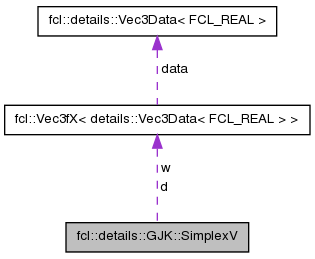 fcl::details::Vec3Data< FCL_REAL >
data
fcl::Vec3fX< details::Vec3Data< FCL_REAL > >
w
d
fcl::details::GJK::SimplexV